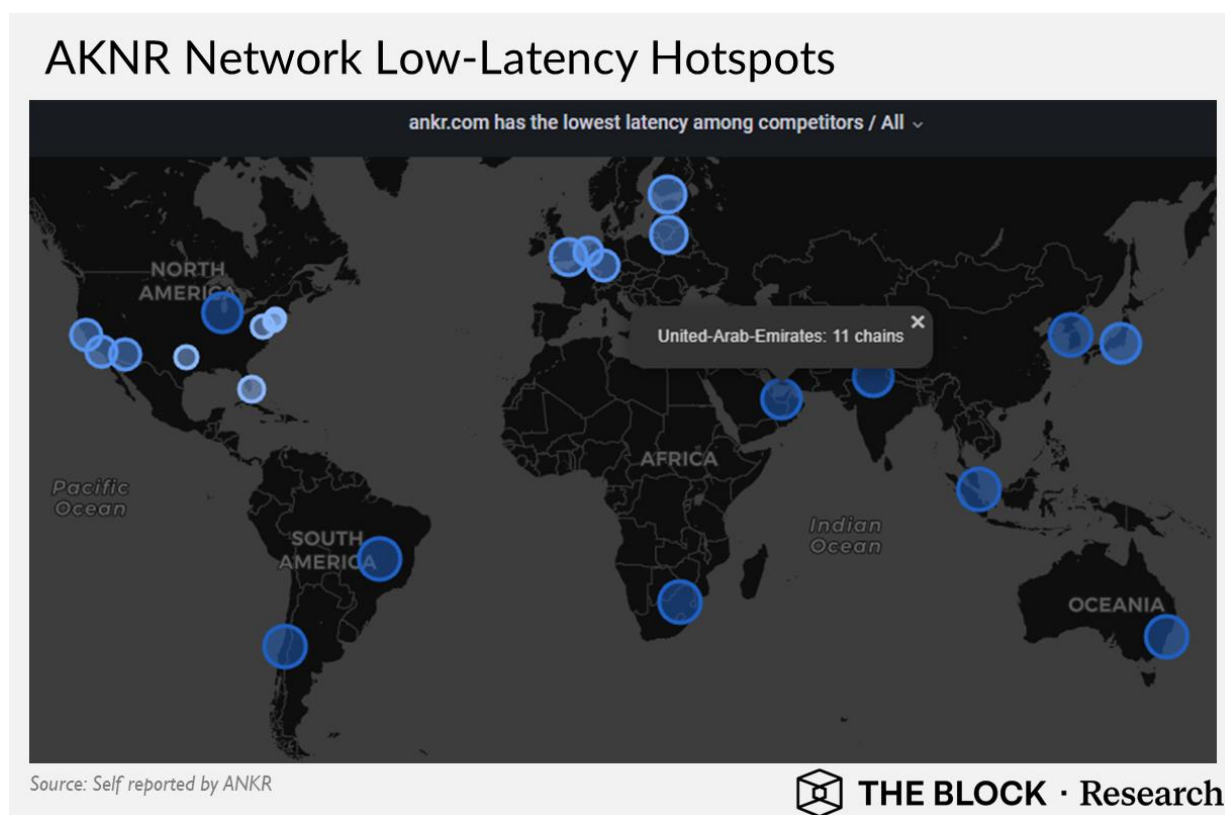 AKNR Network Low-Latency Hotspots
ankr.com has the lowest latency among competitors / All
NORTH
AMERICA
United-Arab-Emirates: 11 chains
AFRICA
Pacific
Ocean
Indian
Ocean
SOUTH
AMERICA
OCEANIA
Source: Self reported by ANKR
THE BLOCK · Research